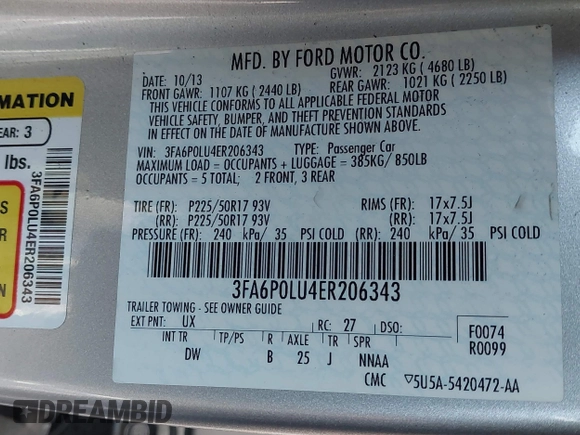 MFD. BY FORD MOTOR CO.
DATE: 10/13 GVWR: 2123 KG ( 4680 LB)
FRONT GAWR: 1107 KG ( 2440 LB) REAR GAWR: 1021 KG ( 2250 LB)
THIS VEHICLE CONFORMS TO ALL APPLICABLE FEDERAL MOTOR
VEHICLE SAFETY, BUMPER, AND THEFT PREVENTION STANDARDS
IN EFFECT ON THE DATE OF MANUFACTURE SHOWN ABOVE.
VIN: 3FA6P0LU4ER206343 TYPE: Passenger Car
MAXIMUM LOAD = OCCUPANTS + LUGGAGE = 385KG/ 850LB
OCCUPANTS = 5 TOTAL; 2 FRONT, 3 REAR
TIRE (FR): P225/50R17 93V RIMS (FR): 17x7.5J
(RR): P225/50R17 93V (RR): 17x7.5J
PRESSURE (FR): 240 kPa/ 35 PSI COLD (RR): 240 kPa/ 35 PSI COLD
3FA6P0LU4ER206343
TRAILER TOWING - SEE OWNER GUIDE
EXT PNT: UX RC: 27 DSO: F0074
INT TR TP/PS R AXLE TR SPR R0099
DW B 25 J NNAA
CMC ▽5U5A-5420472-AA
RMATION
EAR: 3
lbs.
S
R
N
3FA6P0LU4ER206343
DREAMBID